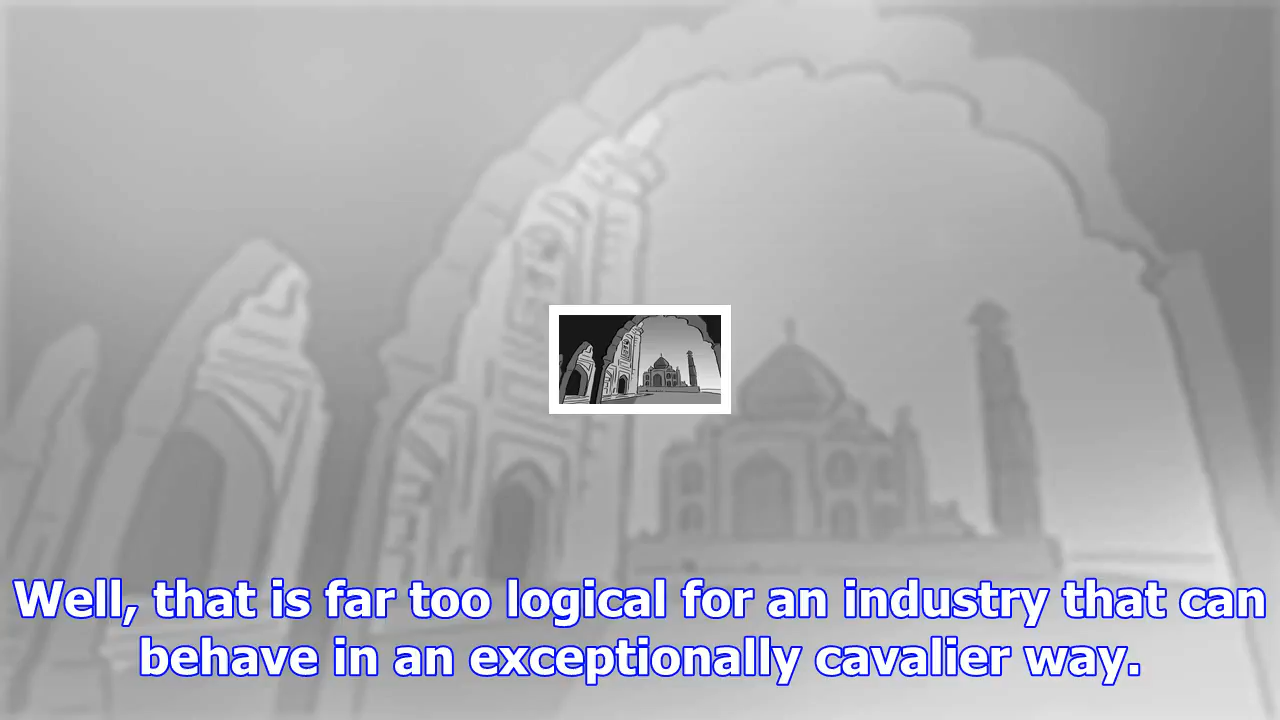 Well, that is far too logical for an industry that can
behave in an exceptionally cavalier way.